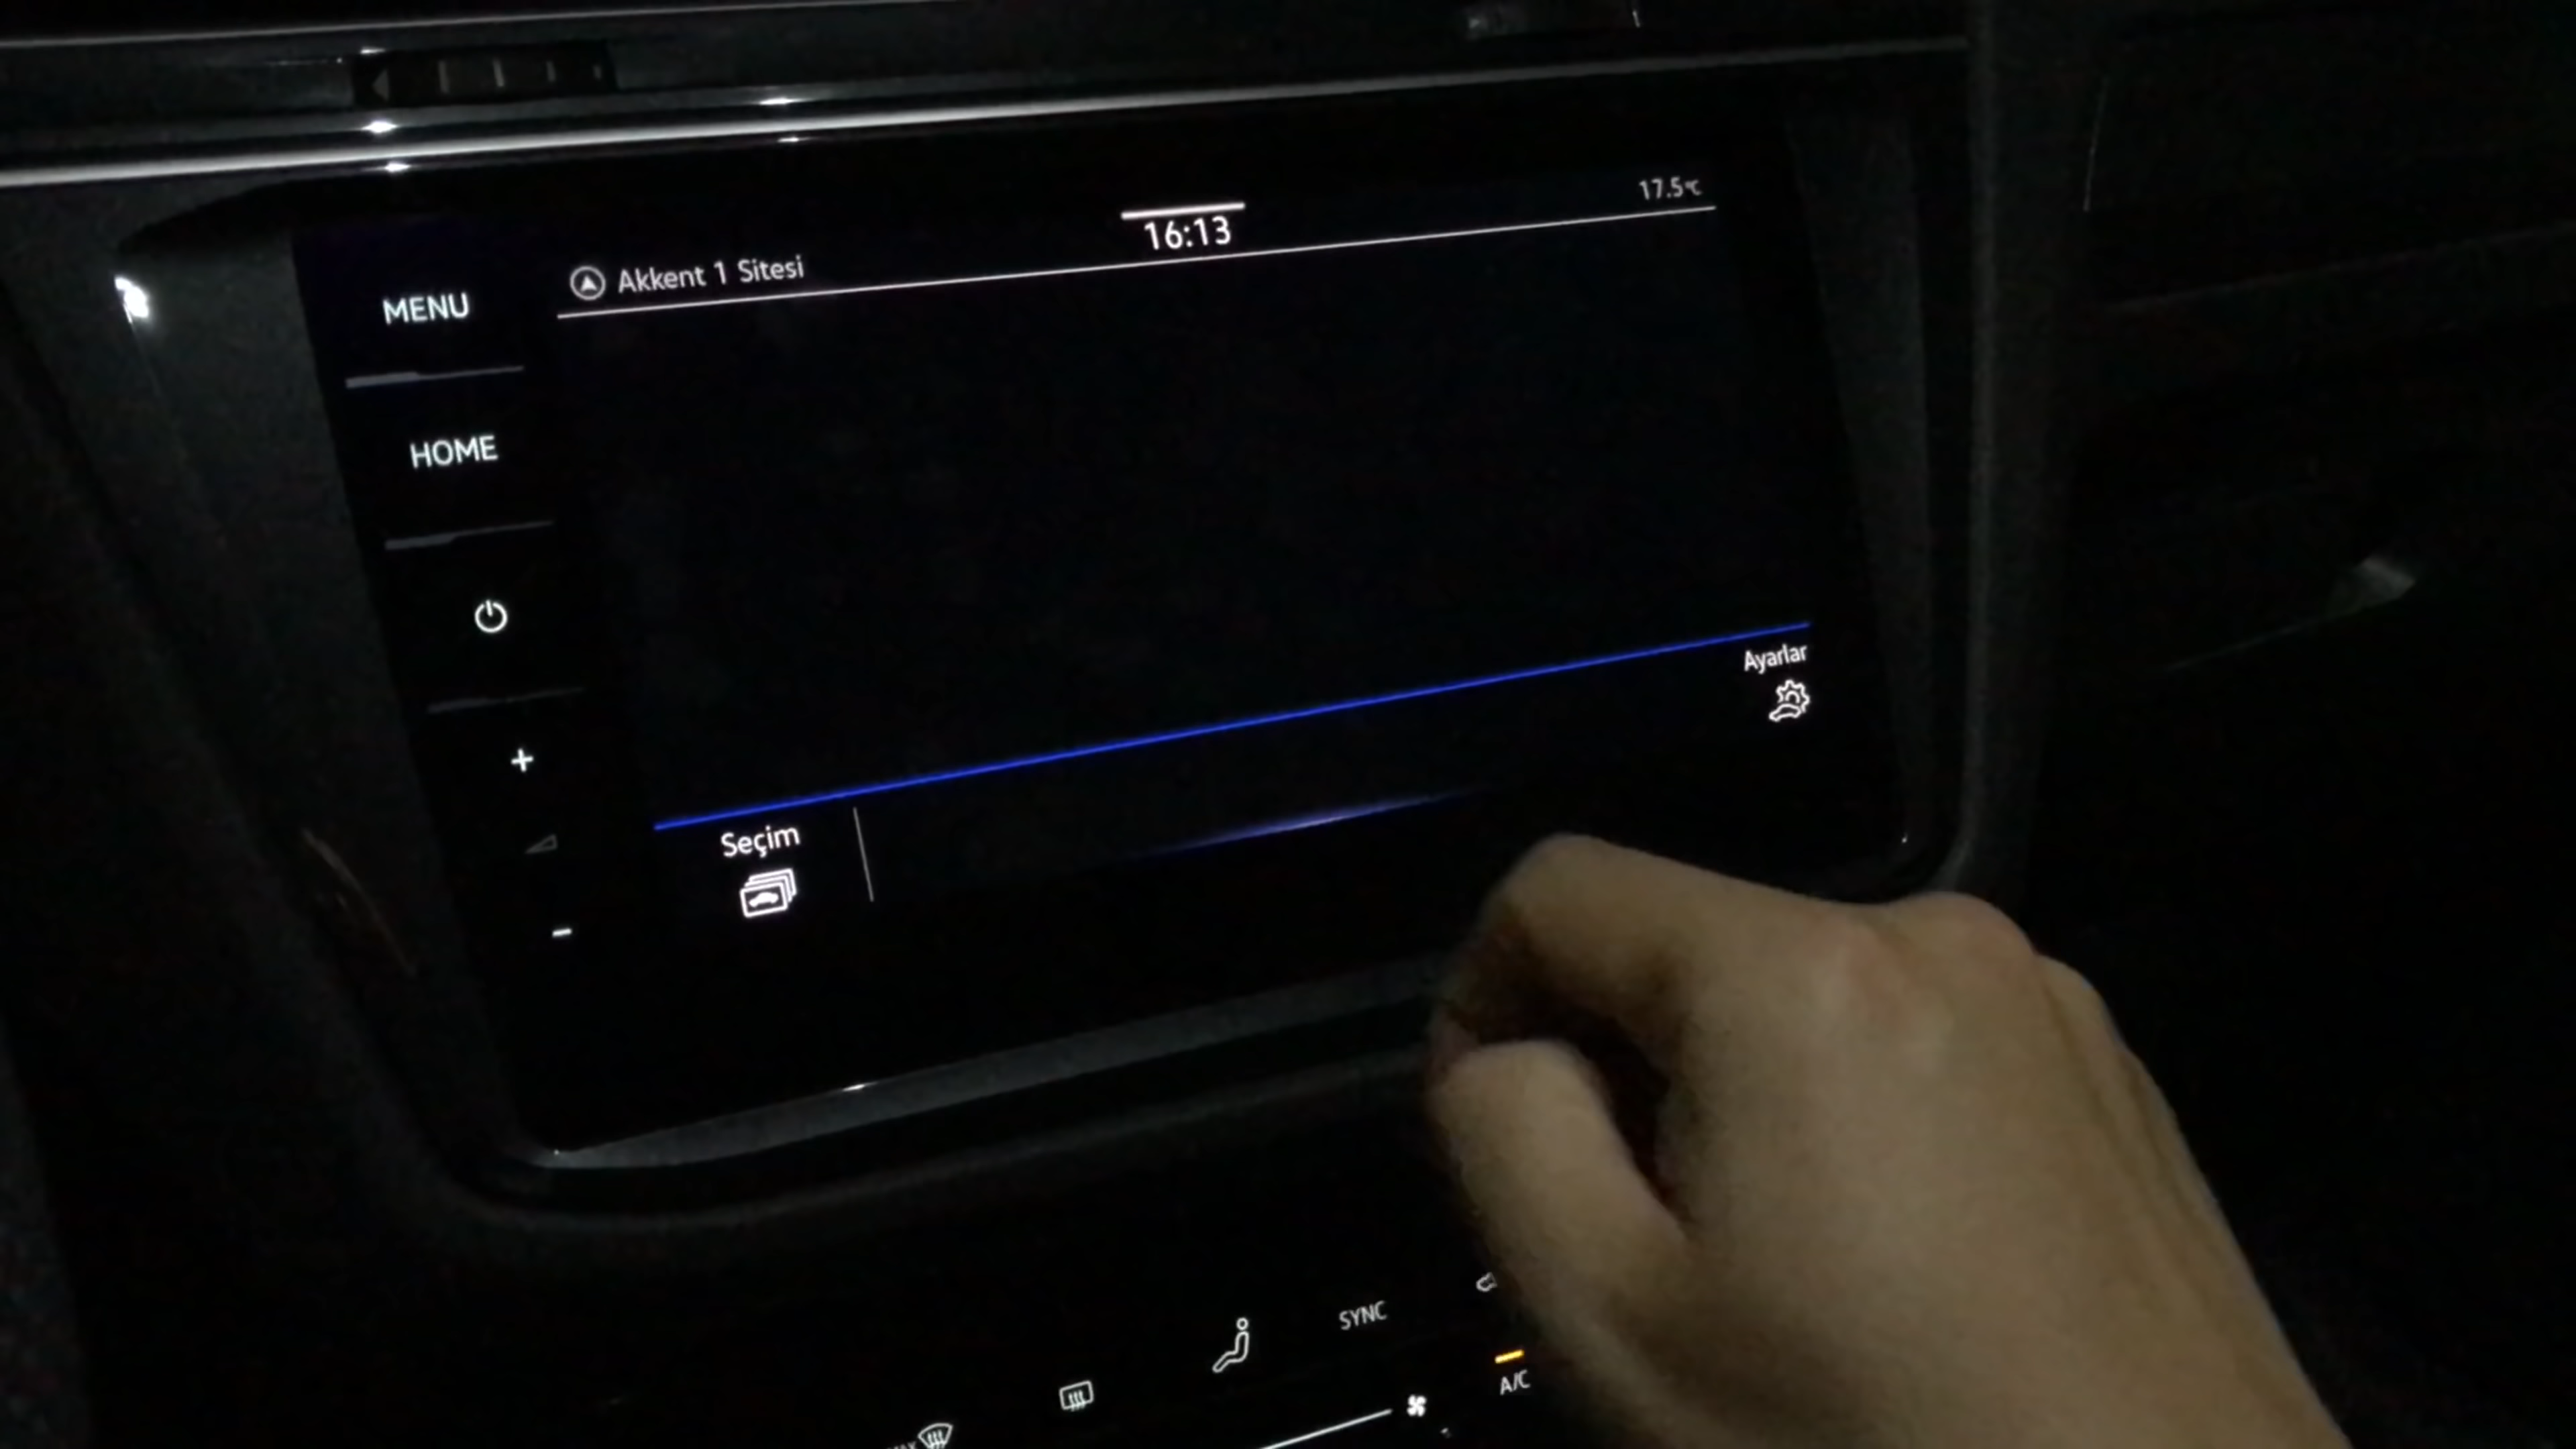 17.5°C
16:13
Akkent 1 Sitesi
MENU
HOME
Ayarlar
+
Seçim
-
SYNC
A/C